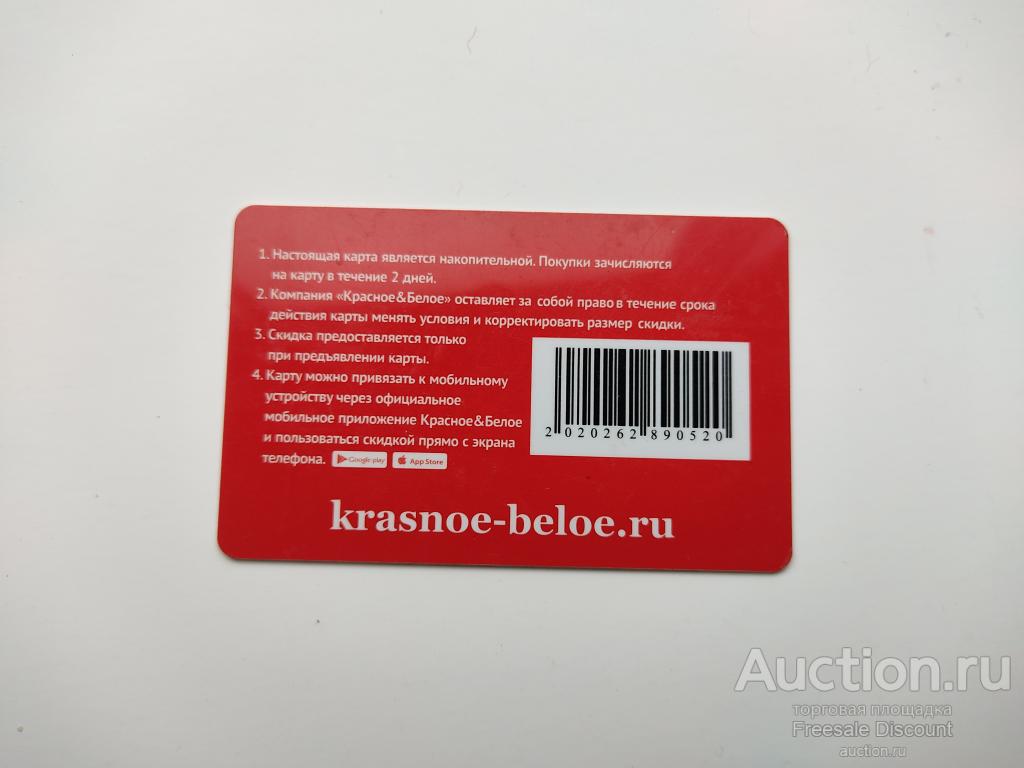 1. Настоящая карта является накопительной. Покупки зачисляются
на карту в течение 2 дней.
2. Компания «Красное&Белое» оставляет за собой право в течение срока
действия карты менять условия и корректировать размер скидки.
3. Скидка предоставляется только
при предъявлении карты.
4. Карту можно привязать к мобильному
устройству через официальное
мобильное приложение Красное&Белое
и пользоваться скидкой прямо с экрана
телефона. Google play App Store
2 020262 890520
krasnoe-beloe.ru
Auction.ru
торговая площадка
Freesale Discount
auction.ru